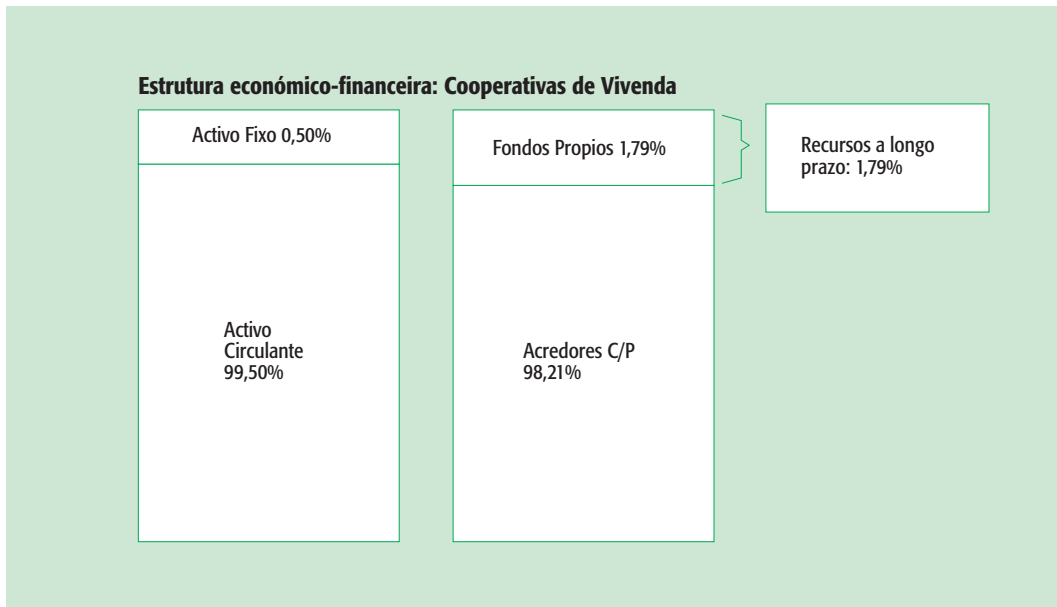 Estrutura económico-financeira: Cooperativas de Vivenda
Activo Fixo 0,50%
Activo
Circulante
99,50%
Fondos Propios 1,79%
Acredores C/P
98,21%
Recursos a longo
prazo: 1,79%